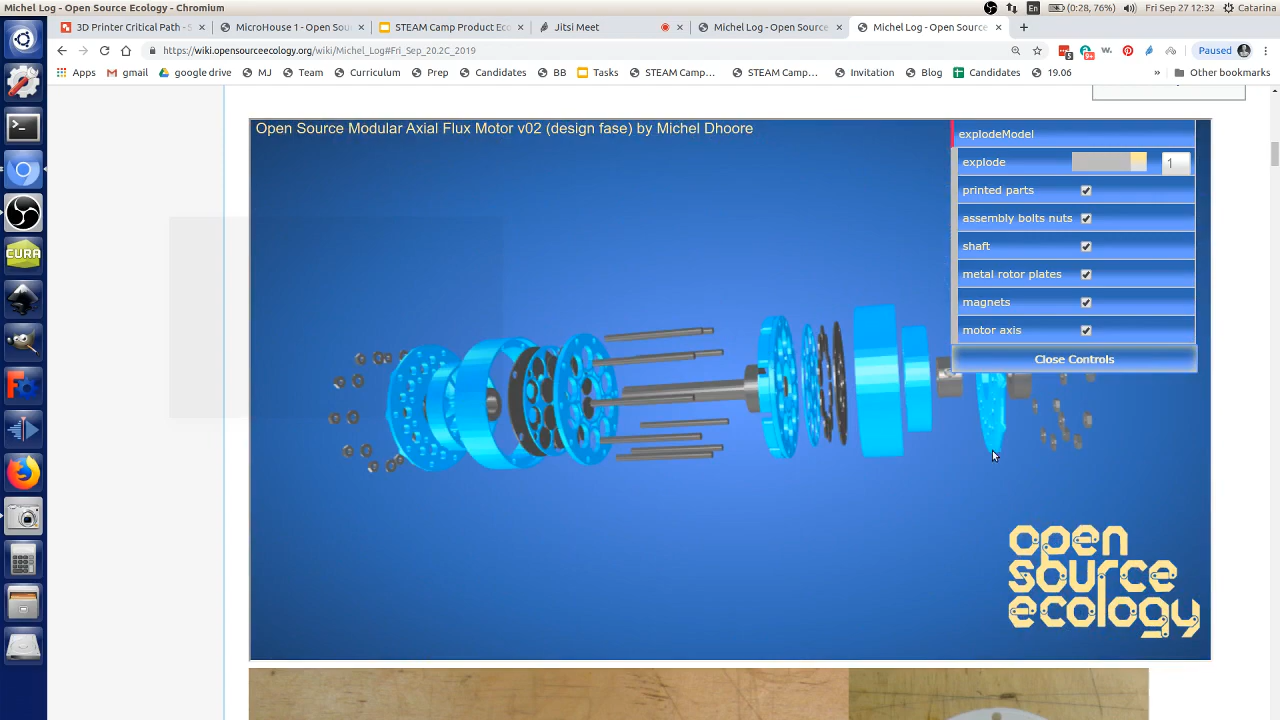 Michel Log - Open Source Ecology - Chromium
En (0:28, 76%) Fri Sep 27 12:32 Catarina
3D Printer Critical Path - S
MicroHouse 1 - Open Sou
STEAM Camp Product Ec
Jitsi Meet
Michel Log - Open Source
Michel Log - Open Source
https://wiki.opensourceecology.org/wiki/Michel_Log#Fri_Sep_20.2C_2019
5 9+ w. Paused
Apps gmail google drive MJ Team Curriculum Prep Candidates BB Tasks STEAM Camp... STEAM Camp... Invitation Blog Candidates 19.06 » Other bookmarks
Open Source Modular Axial Flux Motor v02 (design fase) by Michel Dhoore
explodeModel
explode 1
printed parts
assembly bolts nuts
shaft
metal rotor plates
magnets
motor axis
Close Controls
CURA
open
source
ecology